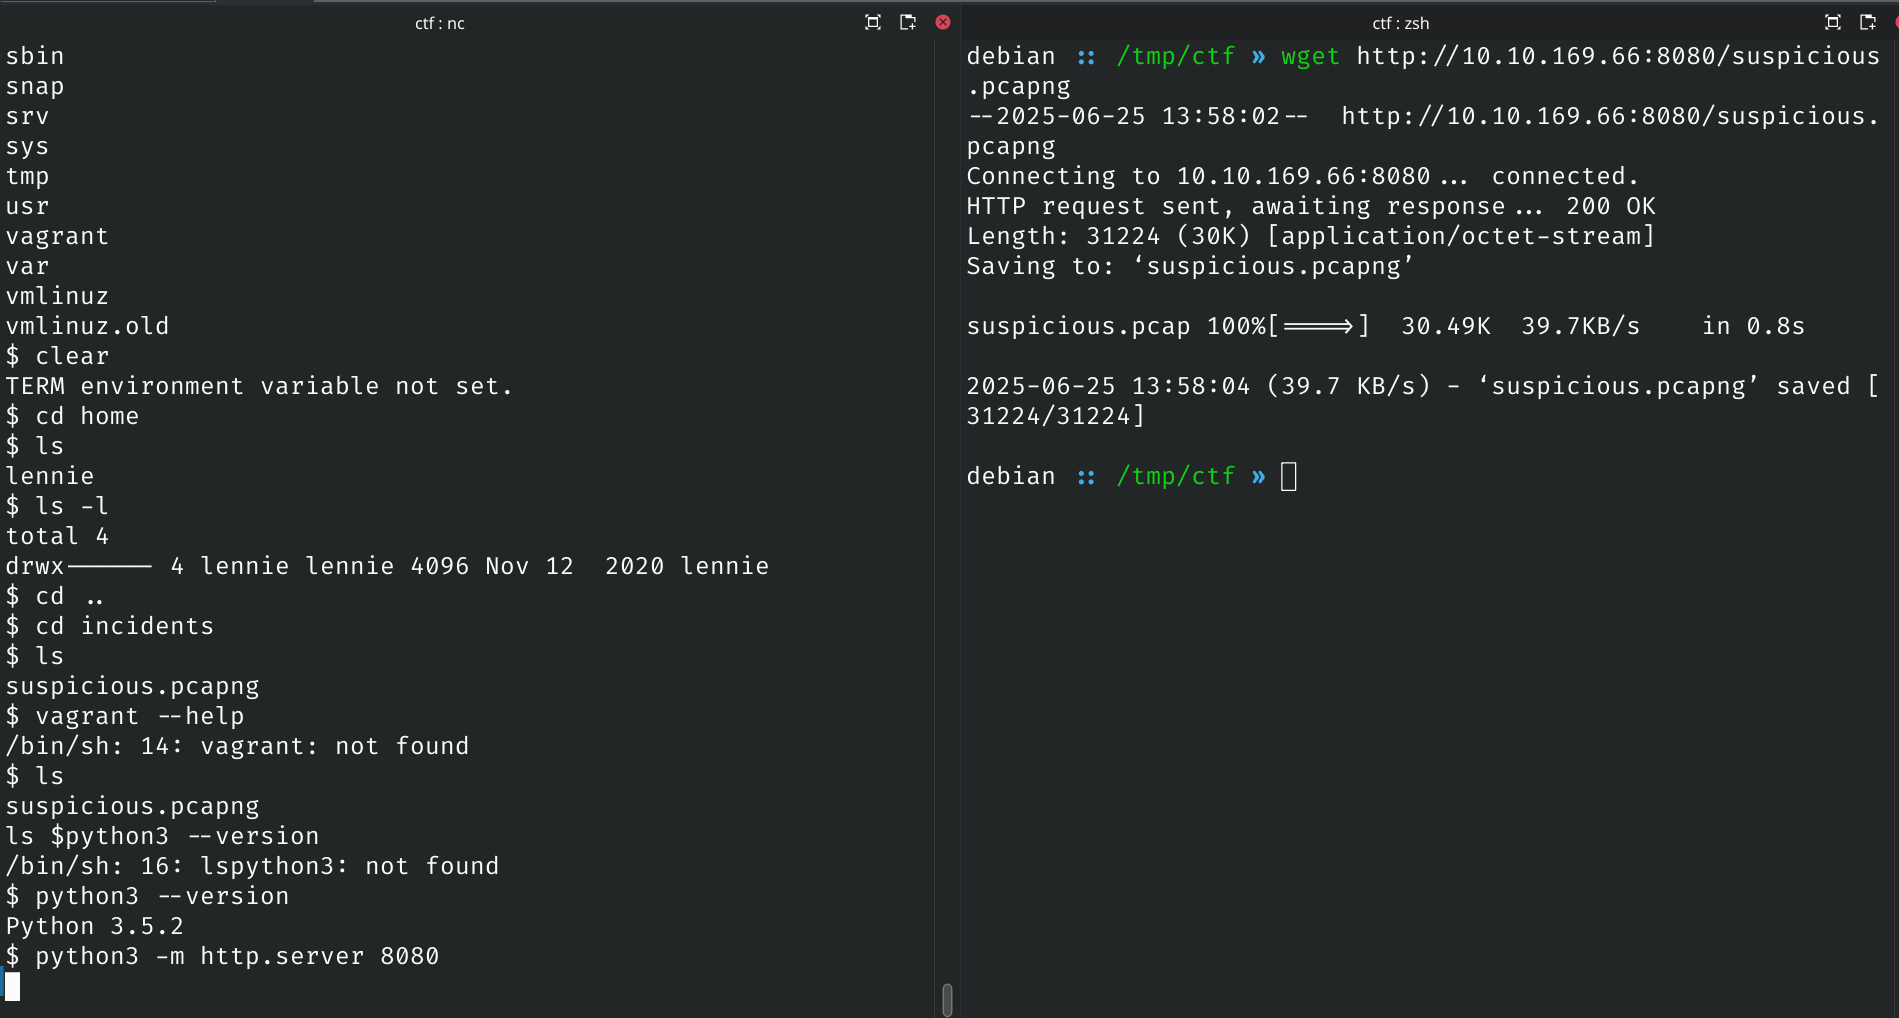 ctf : nc
sbin
snap
srv
sys
tmp
usr
vagrant
var
vmlinuz
vmlinuz.old
$ clear
TERM environment variable not set.
$ cd home
$ ls
lennie
$ ls -l
total 4
drwx------ 4 lennie lennie 4096 Nov 12  2020 lennie
$ cd ..
$ cd incidents
$ ls
suspicious.pcapng
$ vagrant --help
/bin/sh: 14: vagrant: not found
$ ls
suspicious.pcapng
ls $python3 --version
/bin/sh: 16: lspython3: not found
$ python3 --version
Python 3.5.2
$ python3 -m http.server 8080
ctf : zsh
debian :: /tmp/ctf » wget http://10.10.169.66:8080/suspicious
.pcapng
--2025-06-25 13:58:02--  http://10.10.169.66:8080/suspicious.
pcapng
Connecting to 10.10.169.66:8080... connected.
HTTP request sent, awaiting response... 200 OK
Length: 31224 (30K) [application/octet-stream]
Saving to: ‘suspicious.pcapng’
suspicious.pcap 100%[====>]  30.49K  39.7KB/s    in 0.8s
2025-06-25 13:58:04 (39.7 KB/s) - ‘suspicious.pcapng’ saved [
31224/31224]
debian :: /tmp/ctf »